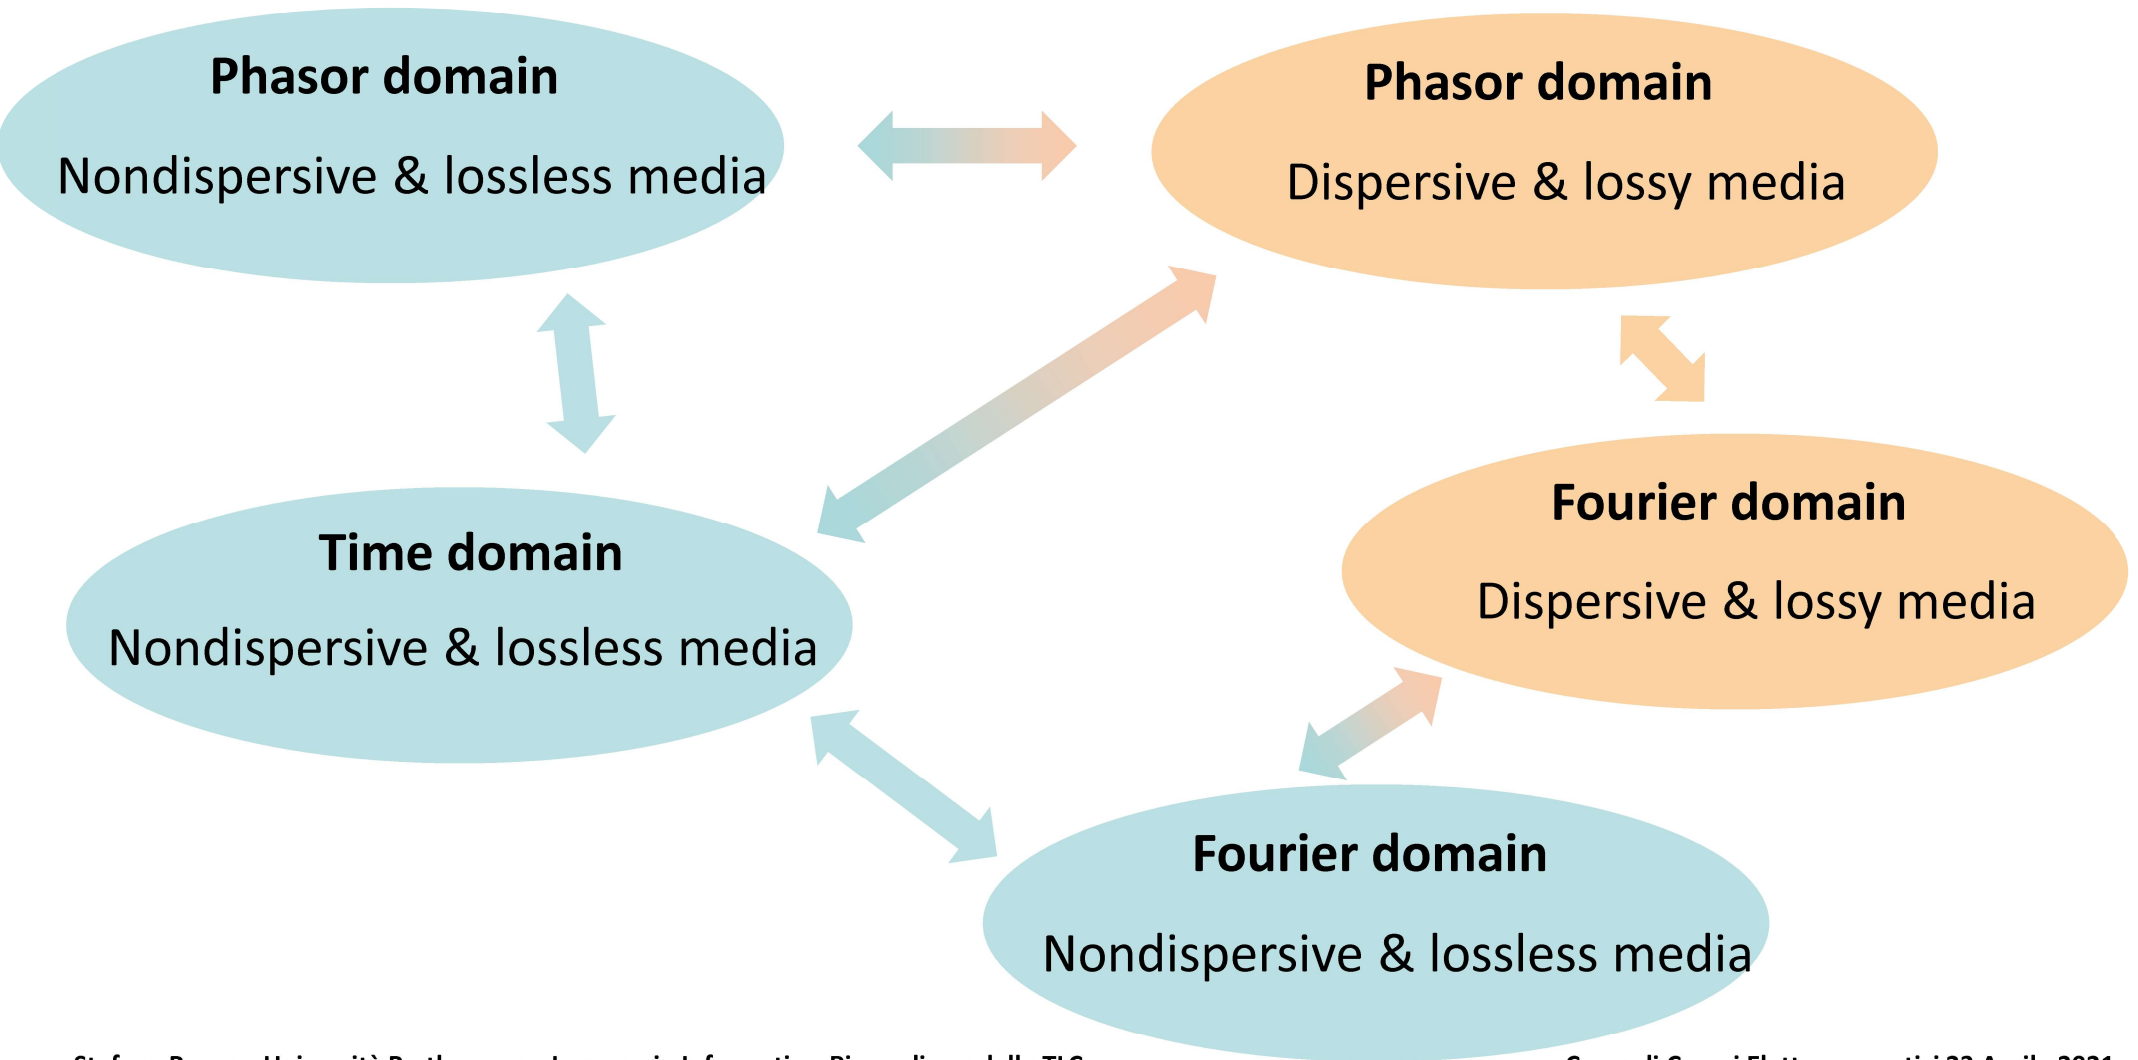 Phasor domain
Nondispersive & lossless media
Phasor domain
Dispersive & lossy media
Time domain
Nondispersive & lossless media
Fourier domain
Dispersive & lossy media
Fourier domain
Nondispersive & lossless media